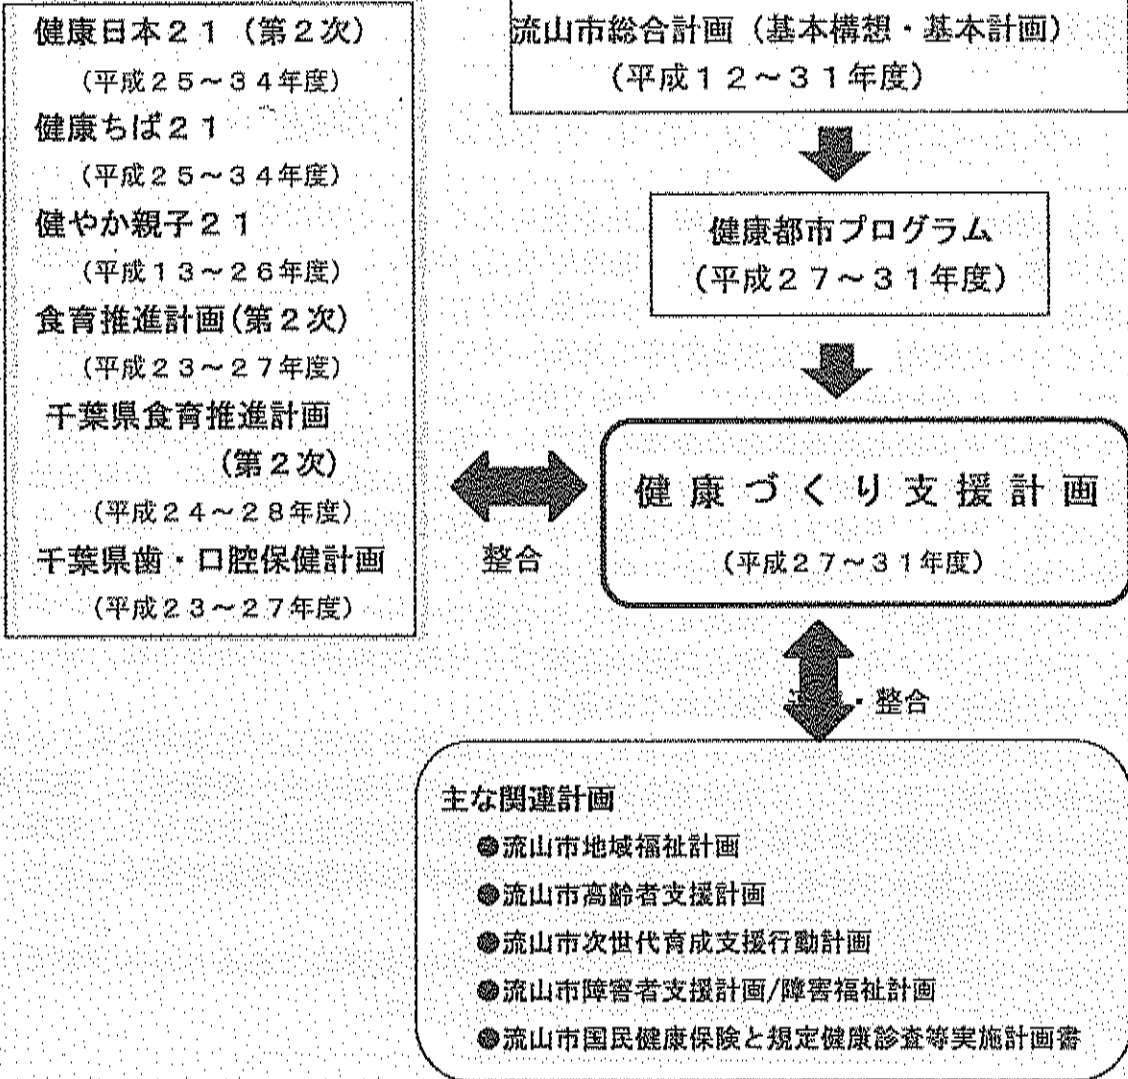 健康日本２１（第２次）
（平成２５～３４年度）
健康ちば２１
（平成２５～３４年度）
健やか親子２１
（平成１３～２６年度）
食育推進計画（第２次）
（平成２３～２７年度）
千葉県食育推進計画
（第２次）
（平成２４～２８年度）
千葉県歯・口腔保健計画
（平成２３～２７年度）
流山市総合計画（基本構想・基本計画）
（平成１２～３１年度）
健康都市プログラム
（平成２７～３１年度）
整合
健康づくり支援計画
（平成２７～３１年度）
・整合
主な関連計画
●流山市地域福祉計画
●流山市高齢者支援計画
●流山市次世代育成支援行動計画
●流山市障害者支援計画/障害福祉計画
●流山市国民健康保険と規定健康診査等実施計画書